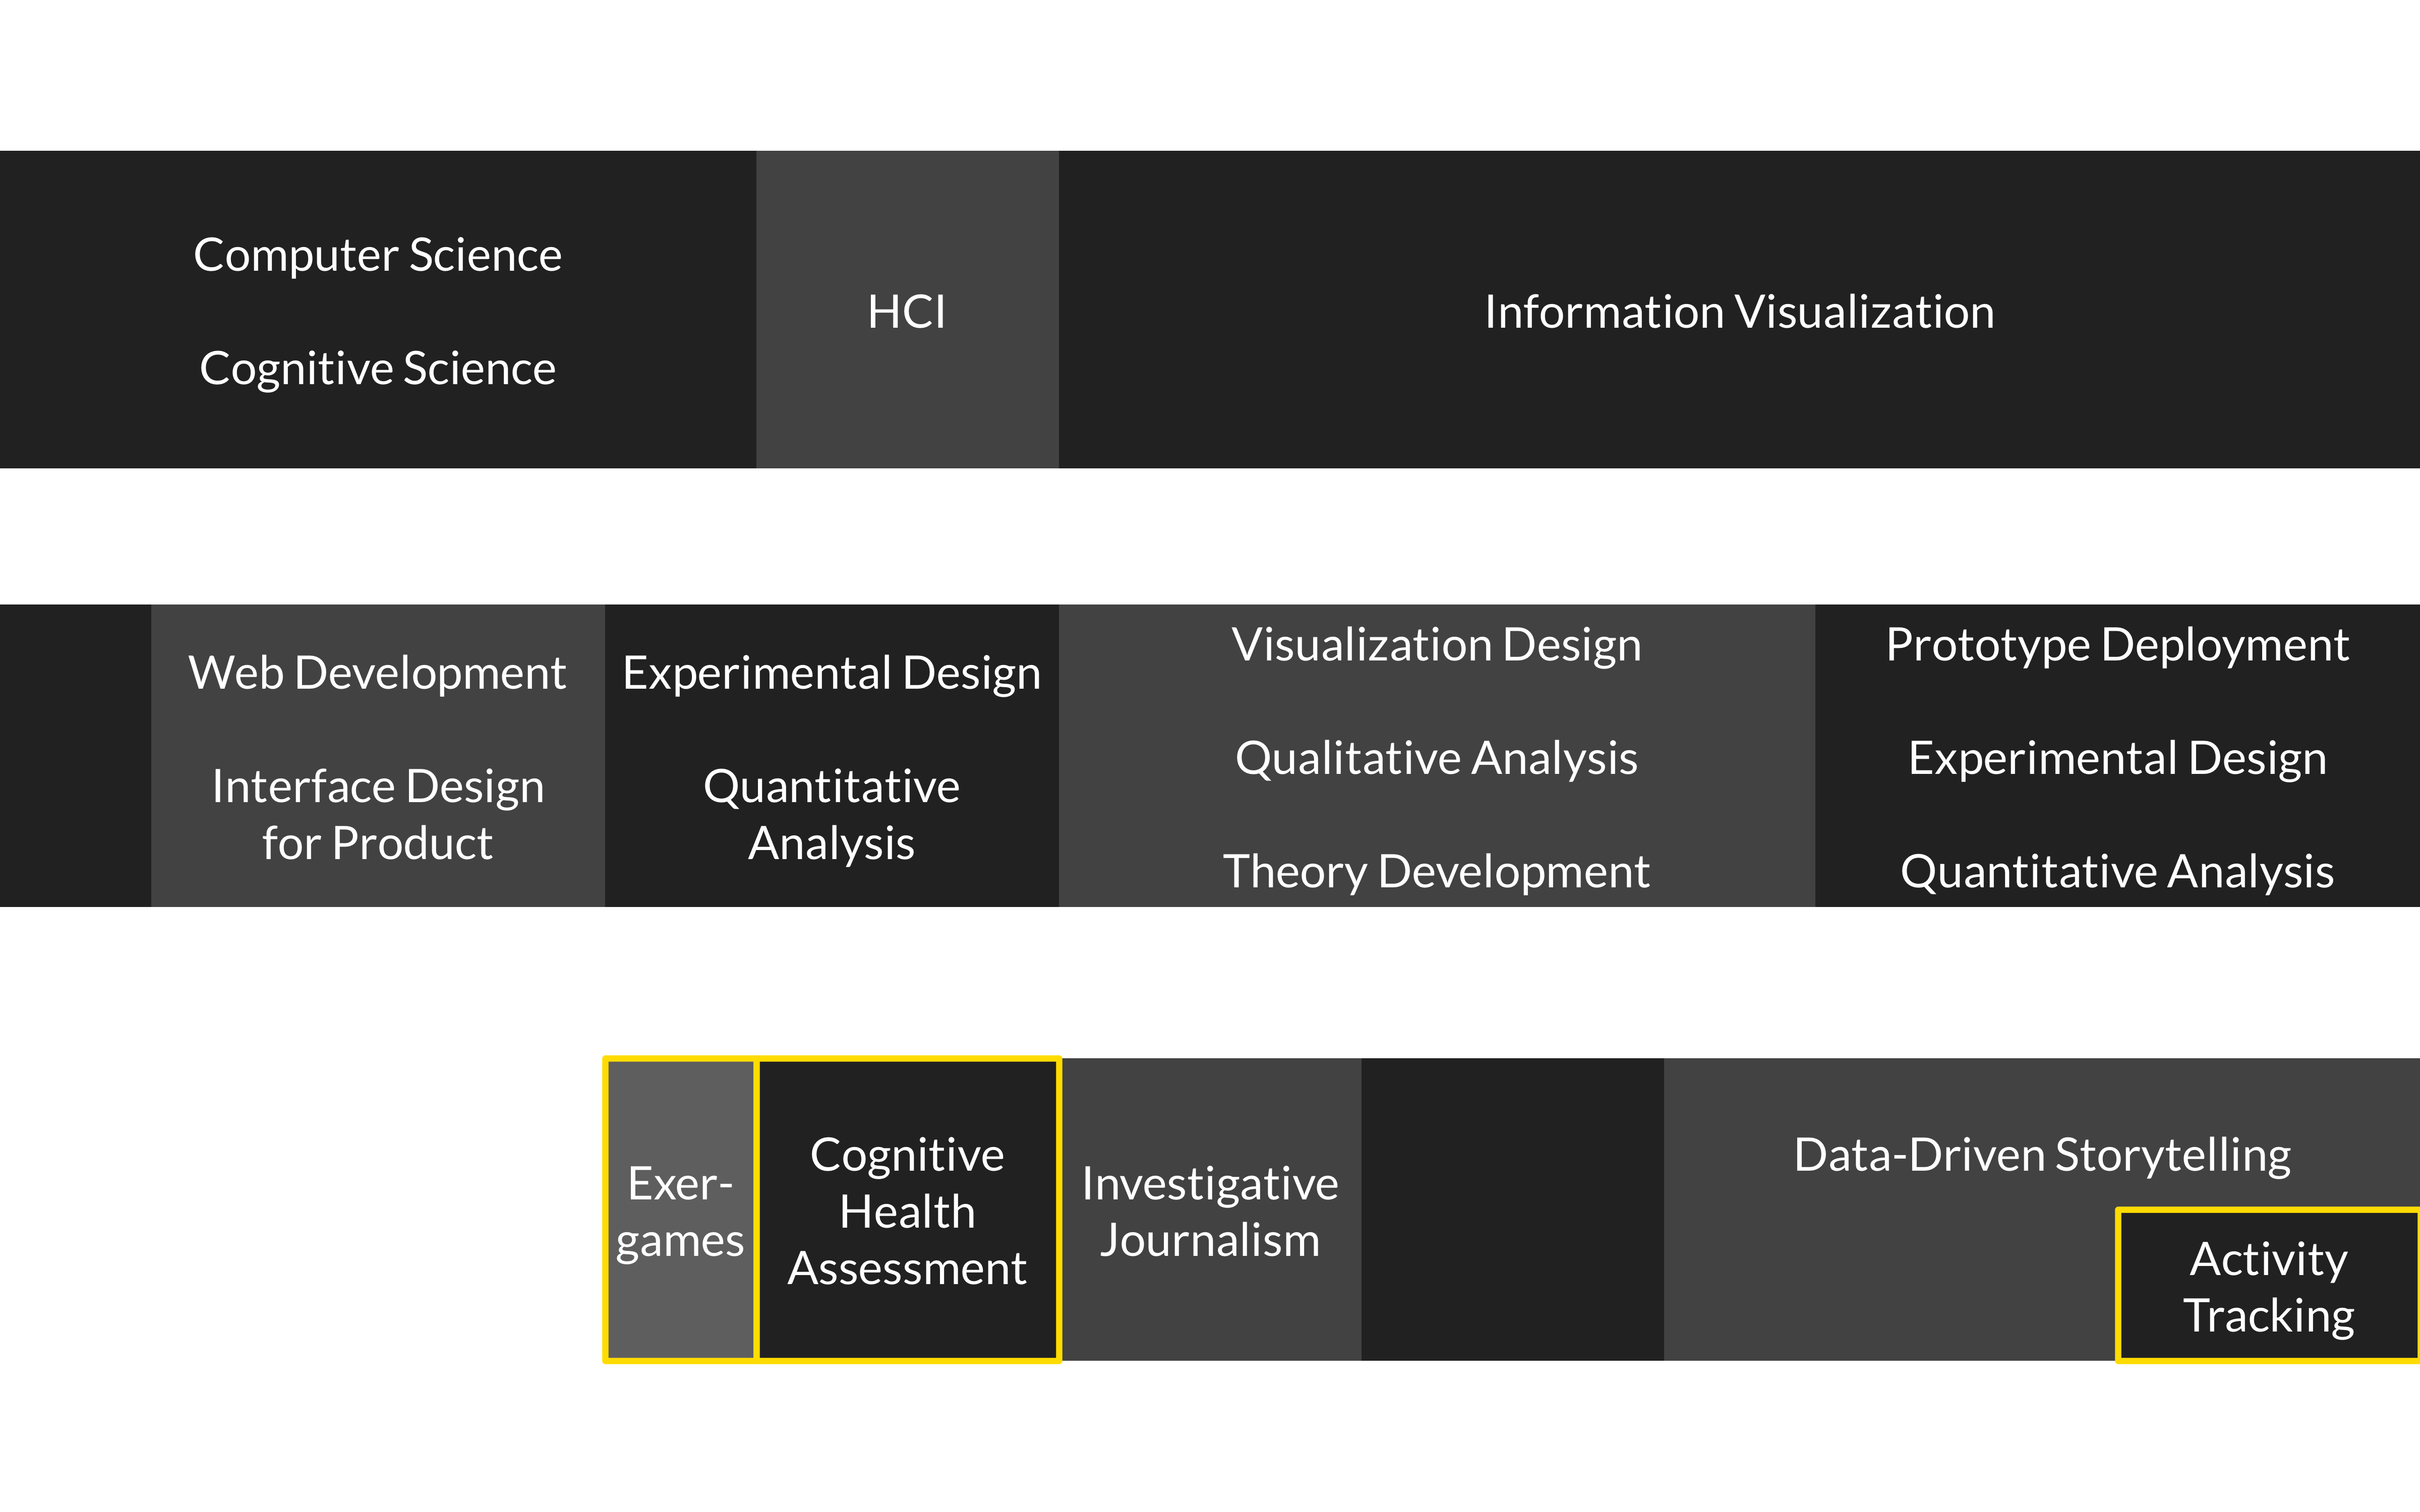 Computer Science
Cognitive Science
HCI
Information Visualization
Web Development
Interface Design
for Product
Experimental Design
Quantitative
Analysis
Visualization Design
Qualitative Analysis
Theory Development
Prototype Deployment
Experimental Design
Quantitative Analysis
Exer-
games
Cognitive
Health
Assessment
Investigative
Journalism
Data-Driven Storytelling
Activity
Tracking